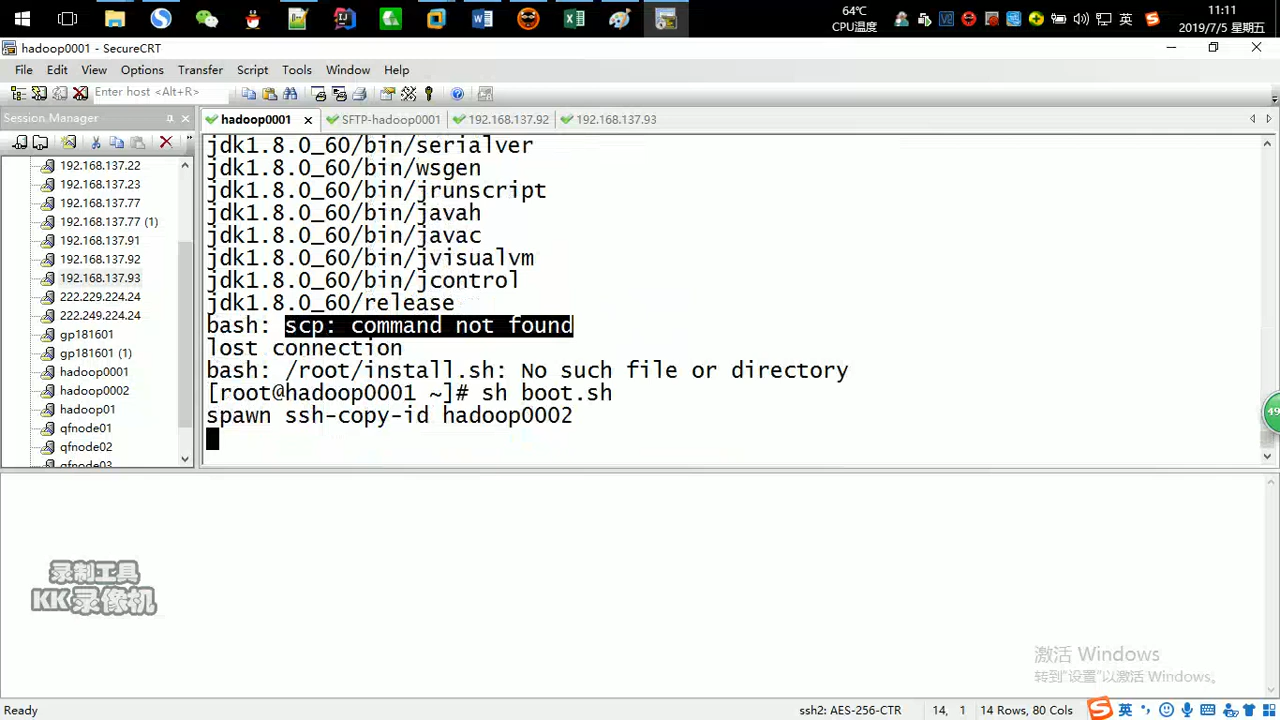 64℃
CPU温度
英
11:11
2019/7/5 星期五
hadoop0001 - SecureCRT
File Edit View Options Transfer Script Tools Window Help
Enter host <Alt+R>
Session Manager
hadoop0001
SFTP-hadoop0001
192.168.137.92
192.168.137.93
192.168.137.22
192.168.137.23
192.168.137.77
192.168.137.77 (1)
192.168.137.91
192.168.137.92
192.168.137.93
222.229.224.24
222.249.224.24
gp181601
gp181601 (1)
hadoop0001
hadoop0002
hadoop01
qfnode01
qfnode02
qfnode03
jdk1.8.0_60/bin/serialver
jdk1.8.0_60/bin/wsgen
jdk1.8.0_60/bin/jrunscript
jdk1.8.0_60/bin/javah
jdk1.8.0_60/bin/javac
jdk1.8.0_60/bin/jvisualvm
jdk1.8.0_60/bin/jcontrol
jdk1.8.0_60/release
bash: scp: command not found
lost connection
bash: /root/install.sh: No such file or directory
[root@hadoop0001 ~]# sh boot.sh
spawn ssh-copy-id hadoop0002
49
录制工具
KK录像机
激活 Windows
转到"设置"以激活 Windows。
Ready
ssh2: AES-256-CTR
14, 1
14 Rows, 80 Cols
英